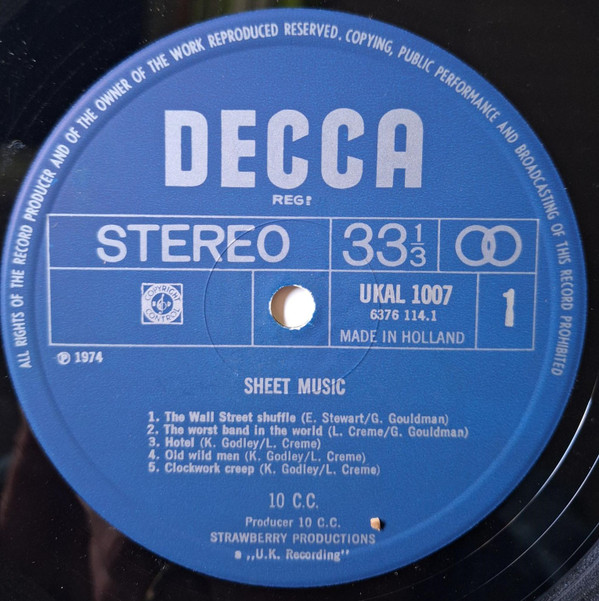 ALL RIGHTS OF THE RECORD PRODUCER AND OF THE OWNER OF THE WORK REPRODUCED RESERVED. COPYING, PUBLIC PERFORMANCE AND BROADCASTING OF THIS RECORD PROHIBITED
DECCA
REGD
STEREO
33 1/3
COPYRIGHT CONTROL
UKAL 1007
6376 114.1
1
MADE IN HOLLAND
℗ 1974
SHEET MUSIC
1. The Wall Street shuffle (E. Stewart/G. Gouldman)
2. The worst band in the world (L. Creme/G. Gouldman)
3. Hotel (K. Godley/L. Creme)
4. Old wild men (K. Godley/L. Creme)
5. Clockwork creep (K. Godley/L. Creme)
10 C.C.
Producer 10 C.C.
STRAWBERRY PRODUCTIONS
a ,,U.K. Recording"